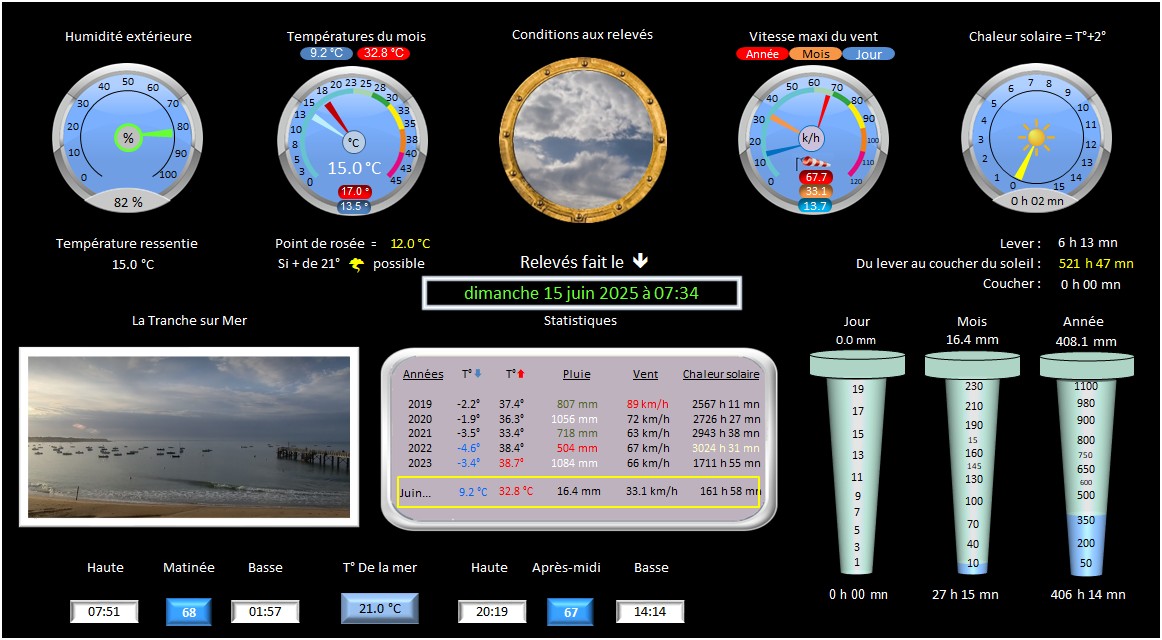 Humidité extérieure
Températures du mois
Conditions aux relevés
Vitesse maxi du vent
Chaleur solaire = T°+2°
9.2 °C 32.8 °C
Année Mois Jour
0 10 20 30 40 50 60 70 80 90 100
%
82 %
0 3 5 8 10 13 15 18 20 23 25 28 30 33 35 38 40 43 45
°C
15.0 °C
17.0 °
13.5 °
0 10 20 30 40 50 60 70 80 90 100 110 120
k/h
67.7
33.1
13.7
0 1 2 3 4 5 6 7 8 9 10 11 12 13 14 15
0 h 02 mn
Température ressentie
15.0 °C
Point de rosée = 12.0 °C
Si + de 21° possible
Relevés fait le
dimanche 15 juin 2025 à 07:34
Lever : 6 h 13 mn
Du lever au coucher du soleil : 521 h 47 mn
Coucher : 0 h 00 mn
La Tranche sur Mer
Statistiques
Années T° T° Pluie Vent Chaleur solaire
2019 -2.2° 37.4° 807 mm 89 km/h 2567 h 11 mn
2020 -1.9° 36.3° 1056 mm 72 km/h 2726 h 27 mn
2021 -3.5° 33.4° 718 mm 63 km/h 2943 h 38 mn
2022 -4.6° 38.4° 504 mm 67 km/h 3024 h 31 mn
2023 -3.4° 38.7° 1084 mm 66 km/h 1711 h 55 mn
Juin... 9.2 °C 32.8 °C 16.4 mm 33.1 km/h 161 h 58 mn
Jour
0.0 mm
19
17
15
13
11
9
7
5
3
1
0 h 00 mn
Mois
16.4 mm
230
210
190
15
160
145
130
100
70
40
10
27 h 15 mn
Année
408.1 mm
1100
980
900
800
750
650
600
500
350
200
50
406 h 14 mn
Haute Matinée Basse
07:51 68 01:57
T° De la mer
21.0 °C
Haute Après-midi Basse
20:19 67 14:14